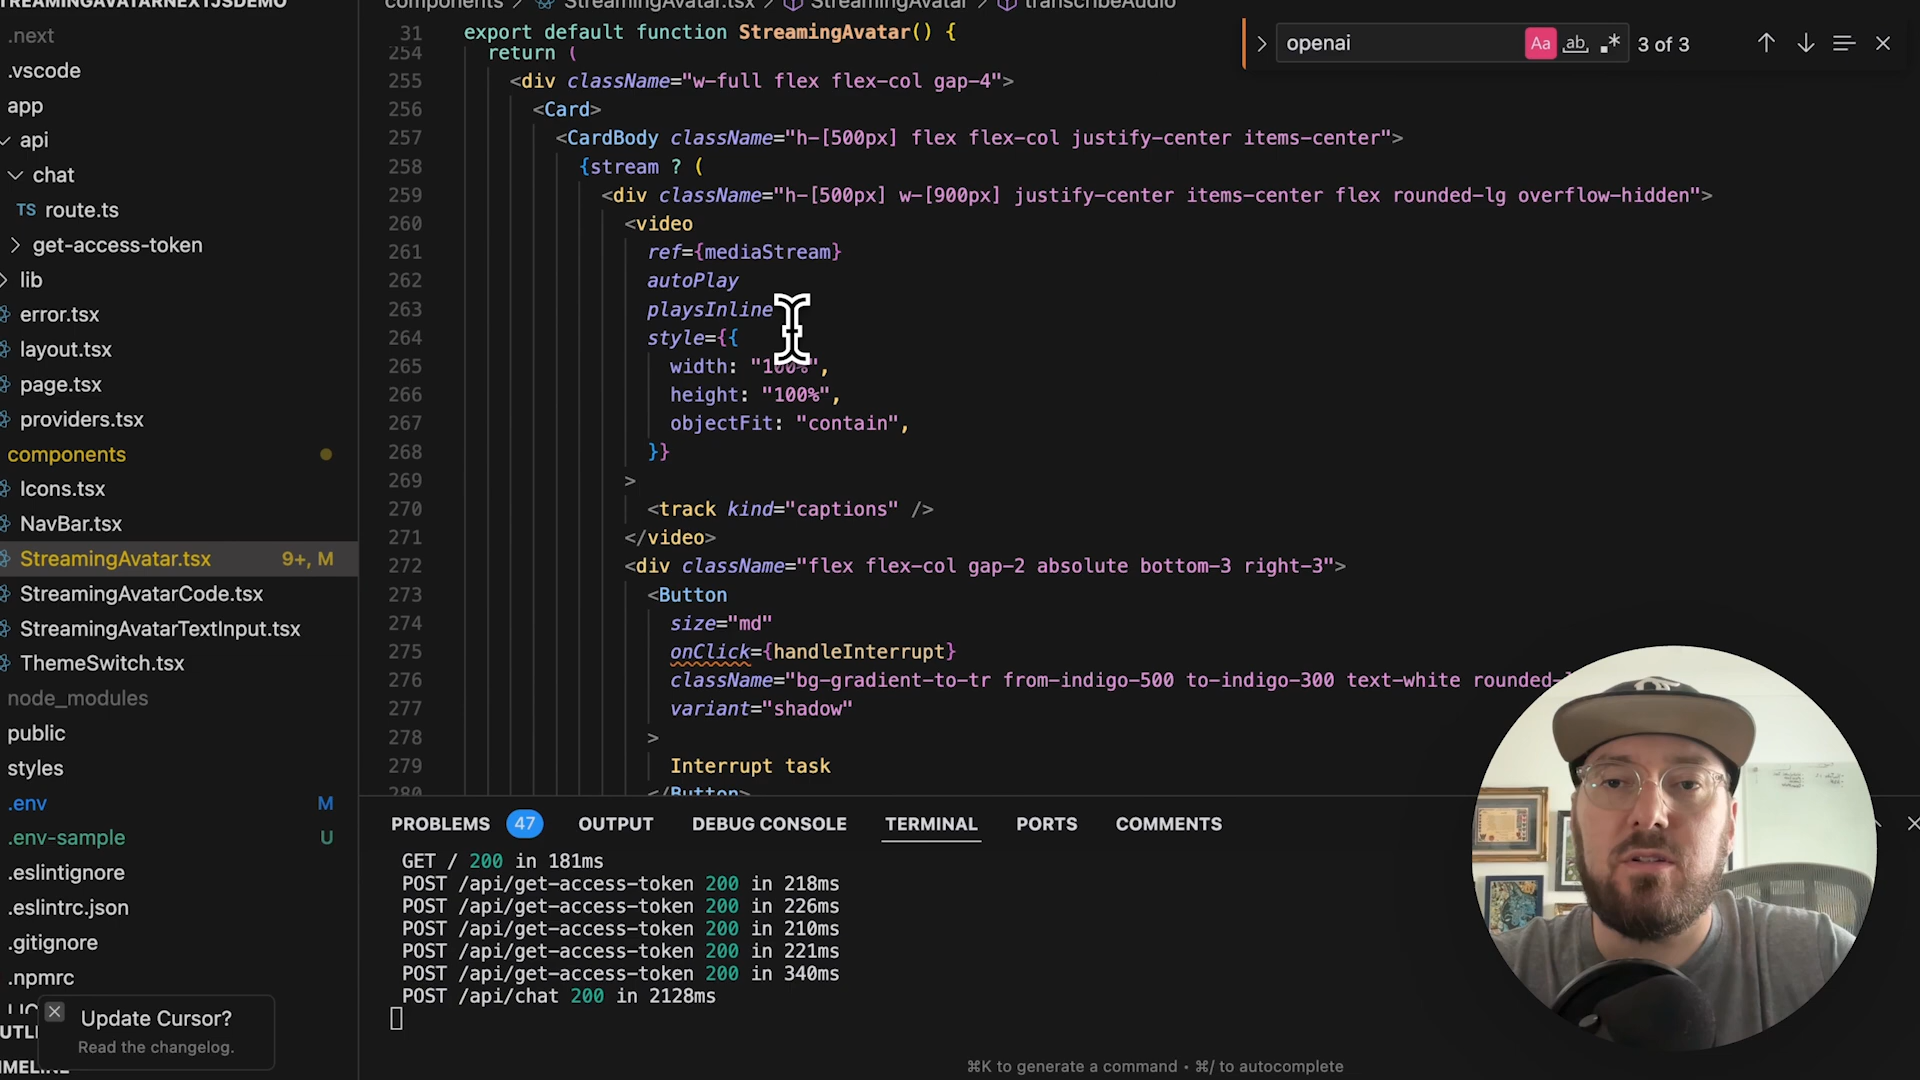 TREAMINGAVATARNEXTJSDEMO
.next
.vscode
app
api
chat
TS route.ts
get-access-token
lib
error.tsx
layout.tsx
page.tsx
providers.tsx
components
Icons.tsx
NavBar.tsx
StreamingAvatar.tsx 9+, M
StreamingAvatarCode.tsx
StreamingAvatarTextInput.tsx
ThemeSwitch.tsx
node_modules
public
styles
.env M
.env-sample U
.eslintignore
.eslintrc.json
.gitignore
.npmrc
Update Cursor?
Read the changelog.
components > StreamingAvatar.tsx > StreamingAvatar > transcribeAudio
openai Aa ab 3 of 3
31 export default function StreamingAvatar() {
254 return (
255 <div className="w-full flex flex-col gap-4">
256 <Card>
257 <CardBody className="h-[500px] flex flex-col justify-center items-center">
258 {stream ? (
259 <div className="h-[500px] w-[900px] justify-center items-center flex rounded-lg overflow-hidden">
260 <video
261 ref={mediaStream}
262 autoPlay
263 playsInline
264 style={{
265 width: "100%",
266 height: "100%",
267 objectFit: "contain",
268 }}
269 >
270 <track kind="captions" />
271 </video>
272 <div className="flex flex-col gap-2 absolute bottom-3 right-3">
273 <Button
274 size="md"
275 onClick={handleInterrupt}
276 className="bg-gradient-to-tr from-indigo-500 to-indigo-300 text-white rounded-
277 variant="shadow"
278 >
279 Interrupt task
280 </Button>
PROBLEMS 47 OUTPUT DEBUG CONSOLE TERMINAL PORTS COMMENTS
GET / 200 in 181ms
POST /api/get-access-token 200 in 218ms
POST /api/get-access-token 200 in 226ms
POST /api/get-access-token 200 in 210ms
POST /api/get-access-token 200 in 221ms
POST /api/get-access-token 200 in 340ms
POST /api/chat 200 in 2128ms
⌘K to generate a command • ⌘/ to autocomplete